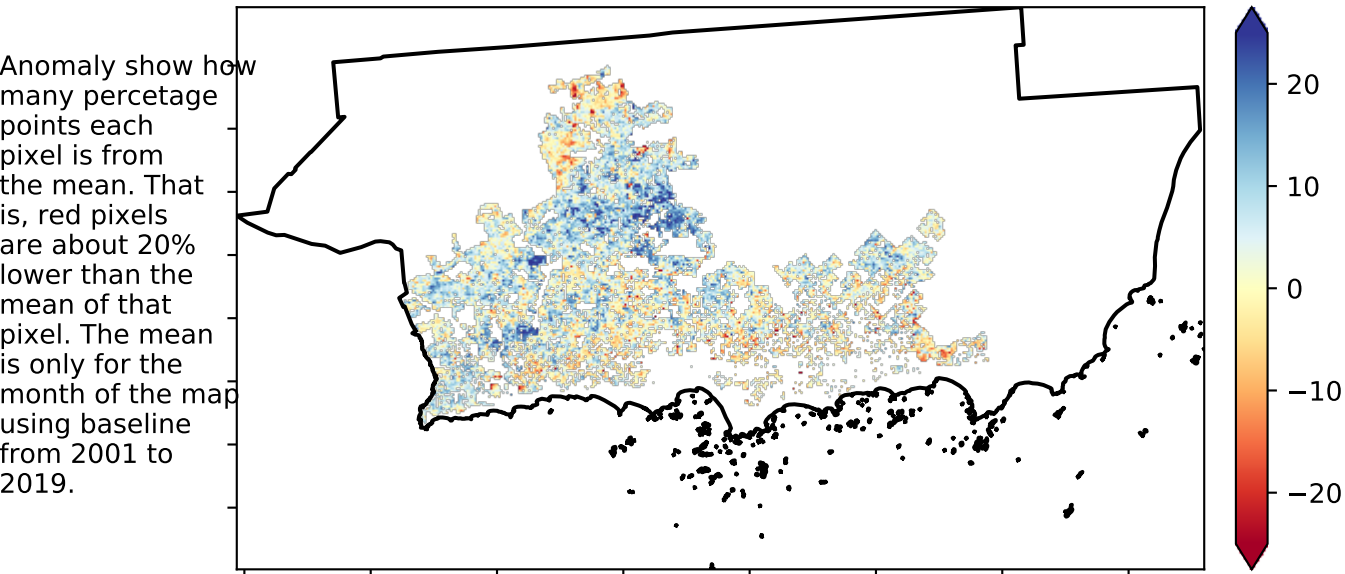 Anomaly show how
many percetage
points each
pixel is from
the mean. That
is, red pixels
are about 20%
lower than the
mean of that
pixel. The mean
is only for the
month of the map
using baseline
from 2001 to
2019.
20
10
0
−10
−20